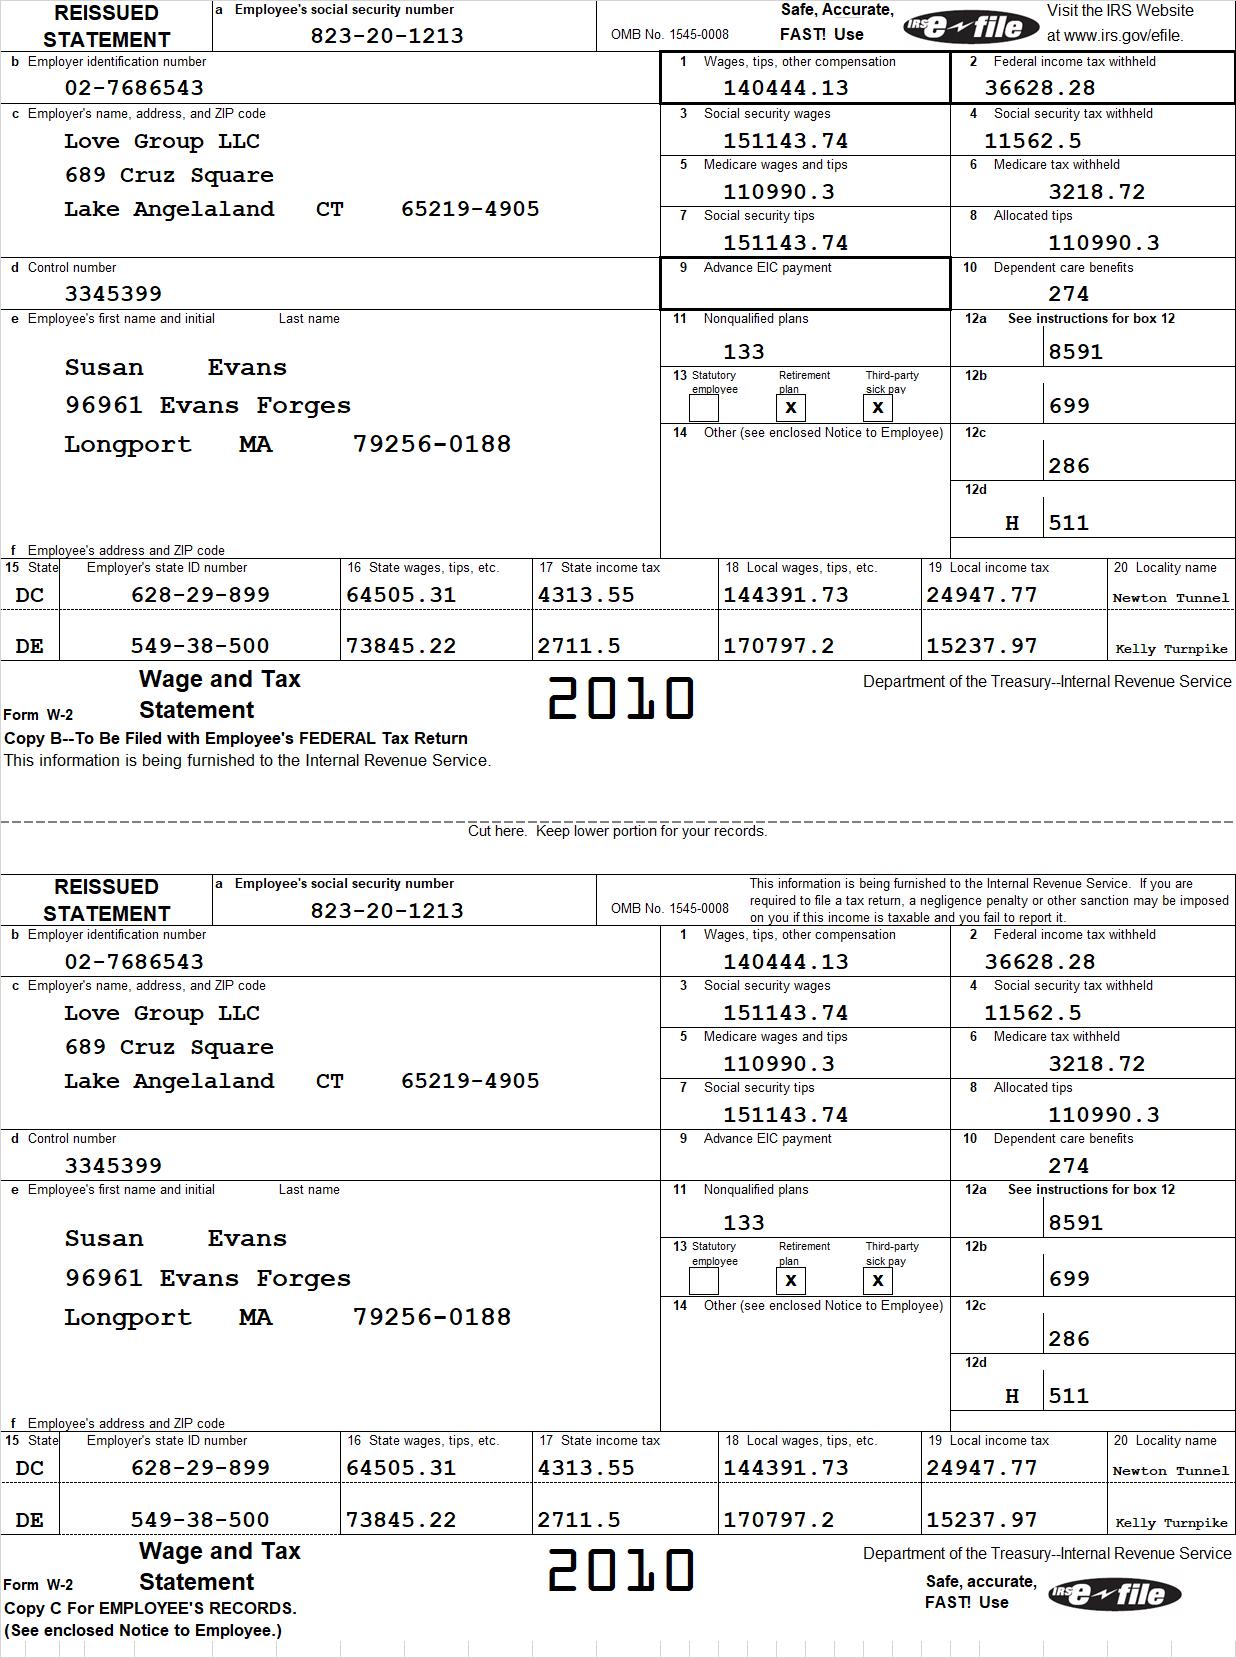 REISSUED STATEMENT
a Employee's social security number
823-20-1213
OMB No. 1545-0008
Safe, Accurate, FAST! Use
IRS e-file
Visit the IRS Website at www.irs.gov/efile.
b Employer identification number
02-7686543
1 Wages, tips, other compensation
140444.13
2 Federal income tax withheld
36628.28
c Employer's name, address, and ZIP code
Love Group LLC
689 Cruz Square
Lake Angelaland CT 65219-4905
3 Social security wages
151143.74
4 Social security tax withheld
11562.5
5 Medicare wages and tips
110990.3
6 Medicare tax withheld
3218.72
7 Social security tips
151143.74
8 Allocated tips
110990.3
d Control number
3345399
9 Advance EIC payment
10 Dependent care benefits
274
e Employee's first name and initial Last name
Susan Evans
96961 Evans Forges
Longport MA 79256-0188
11 Nonqualified plans
133
12a See instructions for box 12
8591
13 Statutory employee
Retirement plan X
Third-party sick pay X
12b
699
14 Other (see enclosed Notice to Employee)
12c
286
12d
H 511
f Employee's address and ZIP code
15 State Employer's state ID number 16 State wages, tips, etc. 17 State income tax 18 Local wages, tips, etc. 19 Local income tax 20 Locality name
DC 628-29-899 64505.31 4313.55 144391.73 24947.77 Newton Tunnel
DE 549-38-500 73845.22 2711.5 170797.2 15237.97 Kelly Turnpike
Form W-2
Wage and Tax Statement
2010
Department of the Treasury--Internal Revenue Service
Copy B--To Be Filed with Employee's FEDERAL Tax Return
This information is being furnished to the Internal Revenue Service.
Cut here. Keep lower portion for your records.
REISSUED STATEMENT
a Employee's social security number
823-20-1213
OMB No. 1545-0008
This information is being furnished to the Internal Revenue Service. If you are
required to file a tax return, a negligence penalty or other sanction may be imposed
on you if this income is taxable and you fail to report it.
b Employer identification number
02-7686543
1 Wages, tips, other compensation
140444.13
2 Federal income tax withheld
36628.28
c Employer's name, address, and ZIP code
Love Group LLC
689 Cruz Square
Lake Angelaland CT 65219-4905
3 Social security wages
151143.74
4 Social security tax withheld
11562.5
5 Medicare wages and tips
110990.3
6 Medicare tax withheld
3218.72
7 Social security tips
151143.74
8 Allocated tips
110990.3
d Control number
3345399
9 Advance EIC payment
10 Dependent care benefits
274
e Employee's first name and initial Last name
Susan Evans
96961 Evans Forges
Longport MA 79256-0188
11 Nonqualified plans
133
12a See instructions for box 12
8591
13 Statutory employee
Retirement plan X
Third-party sick pay X
12b
699
14 Other (see enclosed Notice to Employee)
12c
286
12d
H 511
f Employee's address and ZIP code
15 State Employer's state ID number 16 State wages, tips, etc. 17 State income tax 18 Local wages, tips, etc. 19 Local income tax 20 Locality name
DC 628-29-899 64505.31 4313.55 144391.73 24947.77 Newton Tunnel
DE 549-38-500 73845.22 2711.5 170797.2 15237.97 Kelly Turnpike
Form W-2
Wage and Tax Statement
2010
Department of the Treasury--Internal Revenue Service
Safe, accurate, FAST! Use
IRS e-file
Copy C For EMPLOYEE'S RECORDS.
(See enclosed Notice to Employee.)